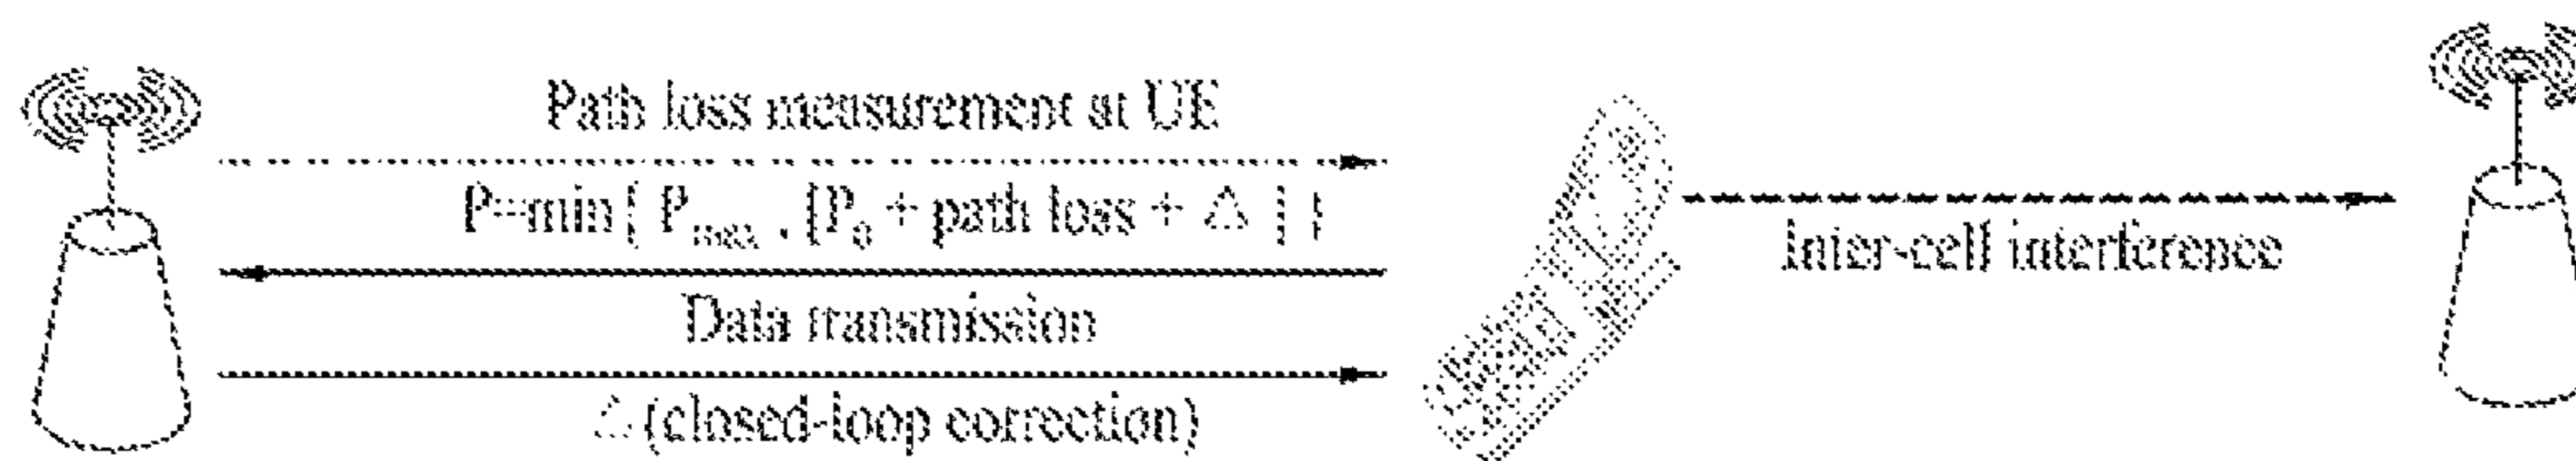 Path loss measurement at UE
P=min{ Pmax , [P0 + path loss + Δ ] }
Data transmission
Δ (closed-loop correction)
Inter-cell interference